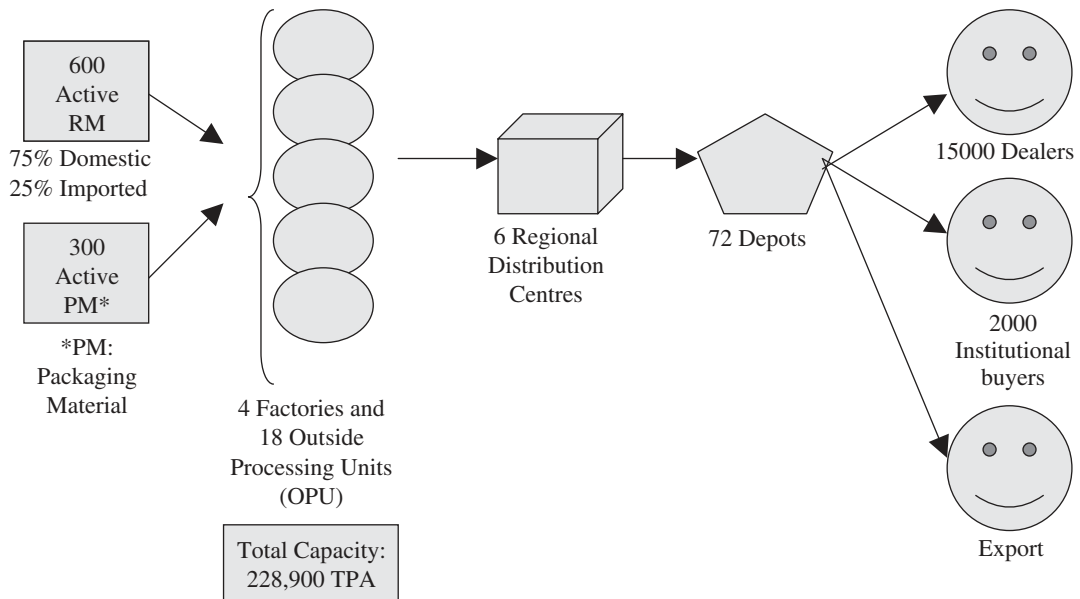 600
Active
RM
75% Domestic
25% Imported
300
Active
PM*
*PM:
Packaging
Material
4 Factories and
18 Outside
Processing Units
(OPU)
Total Capacity:
228,900 TPA
6 Regional
Distribution
Centres
72 Depots
15000 Dealers
2000
Institutional
buyers
Export